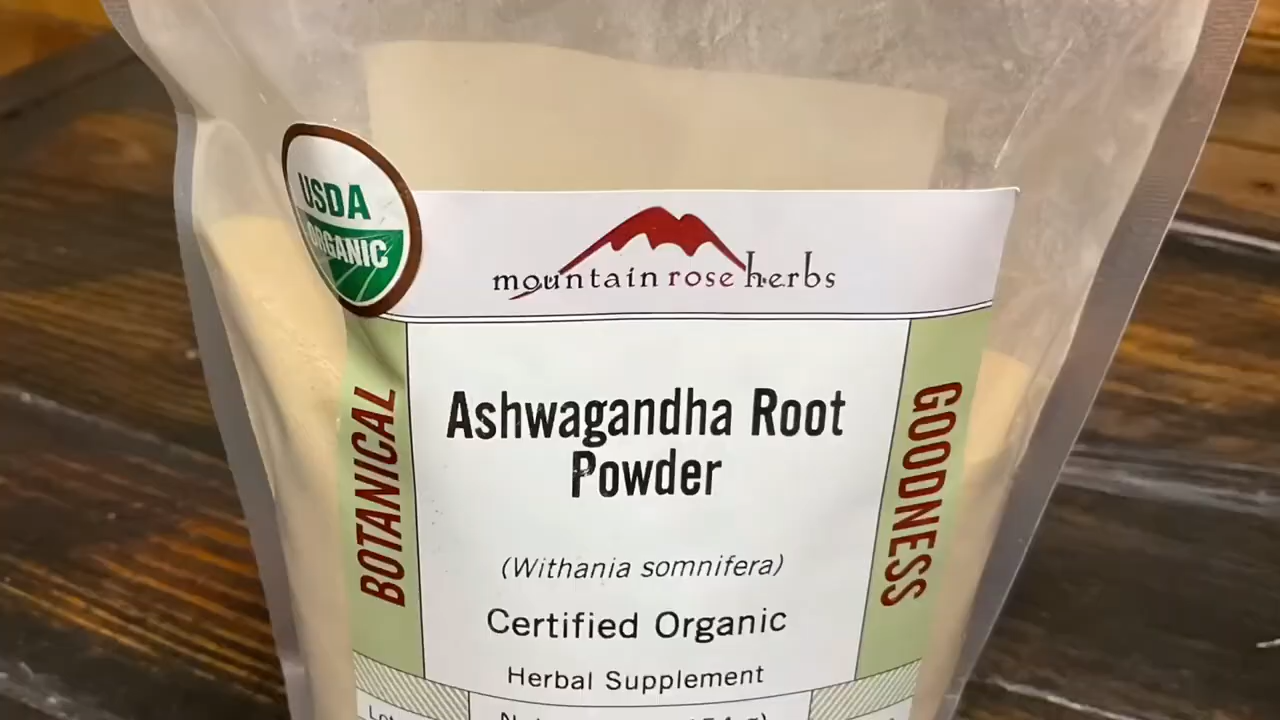 USDA
ORGANIC
mountain rose herbs
BOTANICAL
GOODNESS
Ashwagandha Root
Powder
(Withania somnifera)
Certified Organic
Herbal Supplement